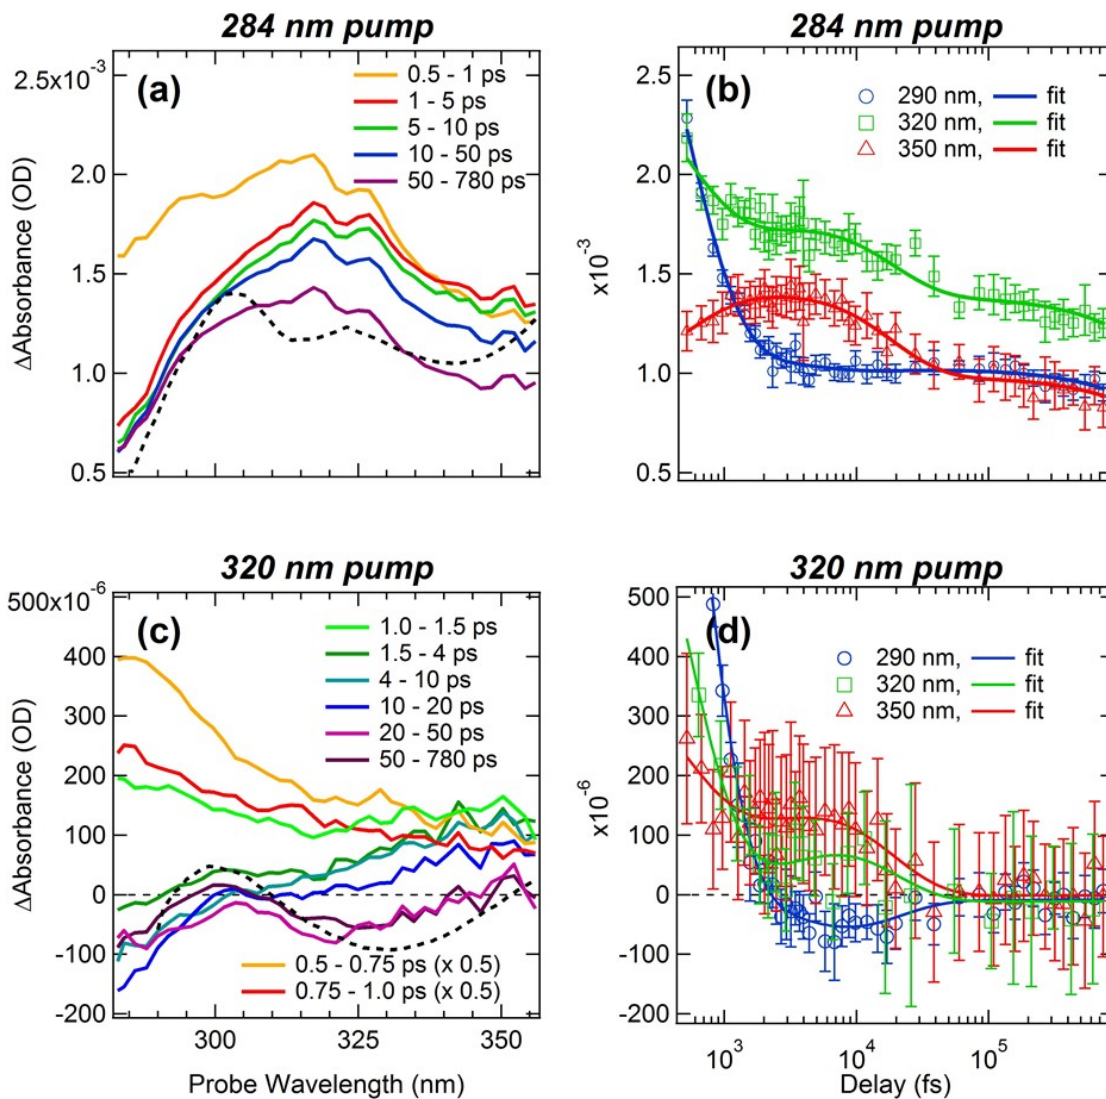 284 nm pump
2.5x10-3
2.0
1.5
1.0
0.5
ΔAbsorbance (OD)
(a)
0.5 - 1 ps
1 - 5 ps
5 - 10 ps
10 - 50 ps
50 - 780 ps
284 nm pump
2.5
2.0
1.5
1.0
0.5
x10-3
(b)
290 nm, fit
320 nm, fit
350 nm, fit
320 nm pump
500x10-6
400
300
200
100
0
-100
-200
ΔAbsorbance (OD)
(c)
1.0 - 1.5 ps
1.5 - 4 ps
4 - 10 ps
10 - 20 ps
20 - 50 ps
50 - 780 ps
0.5 - 0.75 ps (x 0.5)
0.75 - 1.0 ps (x 0.5)
300 325 350
Probe Wavelength (nm)
320 nm pump
500
400
300
200
100
0
-100
-200
x10-6
(d)
290 nm, fit
320 nm, fit
350 nm, fit
103 104 105
Delay (fs)